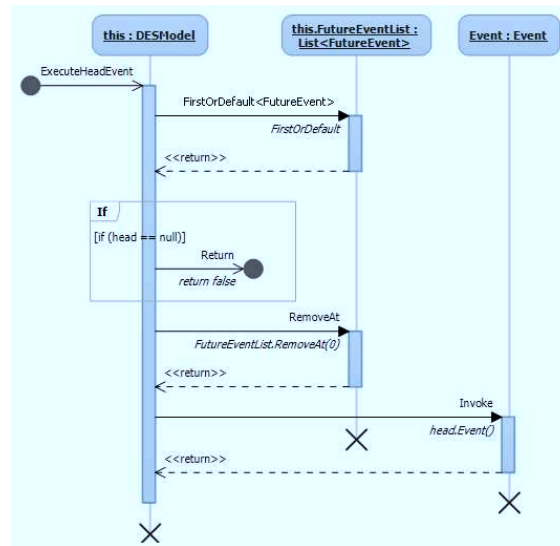 this : DESModel
this.FutureEventList :
List<FutureEvent>
Event : Event
ExecuteHeadEvent
FirstOrDefault<FutureEvent>
FirstOrDefault
<<return>>
If
[if (head == null)]
Return
return false
RemoveAt
FutureEventList.RemoveAt(0)
<<return>>
Invoke
head.Event()
<<return>>